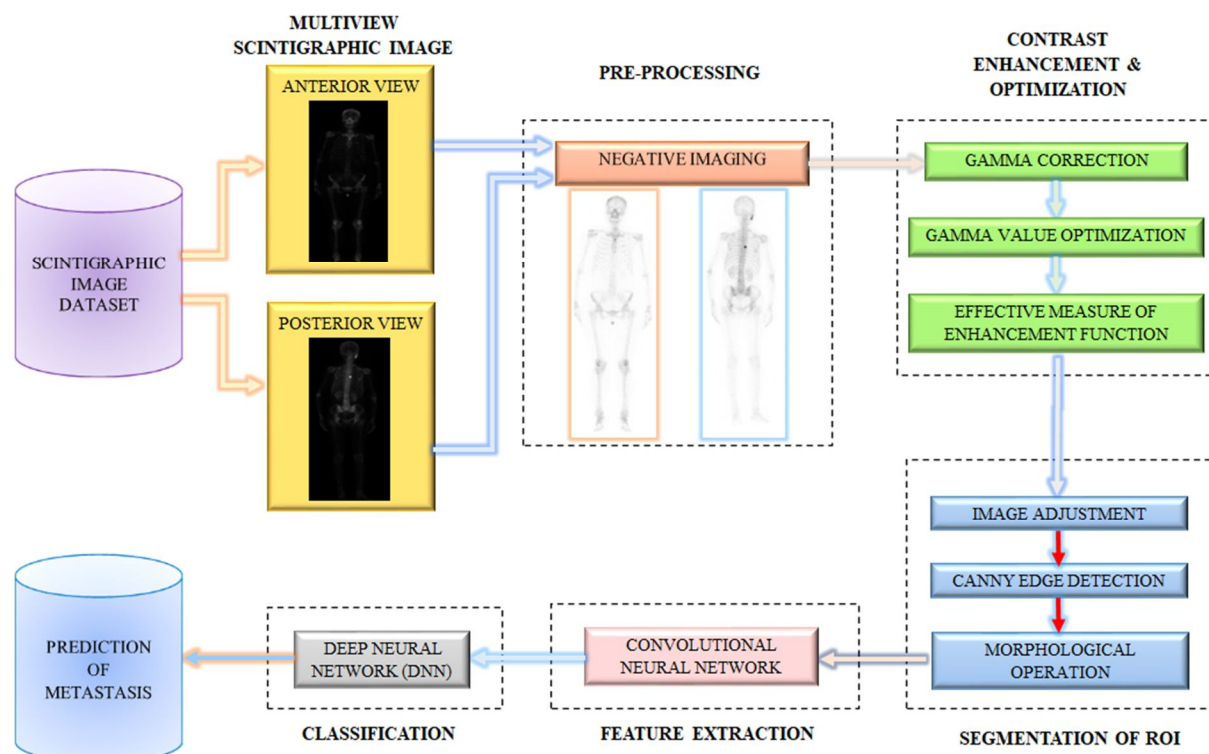 MULTIVIEW
SCINTIGRAPHIC IMAGE
ANTERIOR VIEW
POSTERIOR VIEW
SCINTIGRAPHIC
IMAGE
DATASET
PRE-PROCESSING
NEGATIVE IMAGING
CONTRAST
ENHANCEMENT &
OPTIMIZATION
GAMMA CORRECTION
GAMMA VALUE OPTIMIZATION
EFFECTIVE MEASURE OF
ENHANCEMENT FUNCTION
IMAGE ADJUSTMENT
CANNY EDGE DETECTION
MORPHOLOGICAL
OPERATION
SEGMENTATION OF ROI
CONVOLUTIONAL
NEURAL NETWORK
FEATURE EXTRACTION
DEEP NEURAL
NETWORK (DNN)
CLASSIFICATION
PREDICTION
OF
METASTASIS